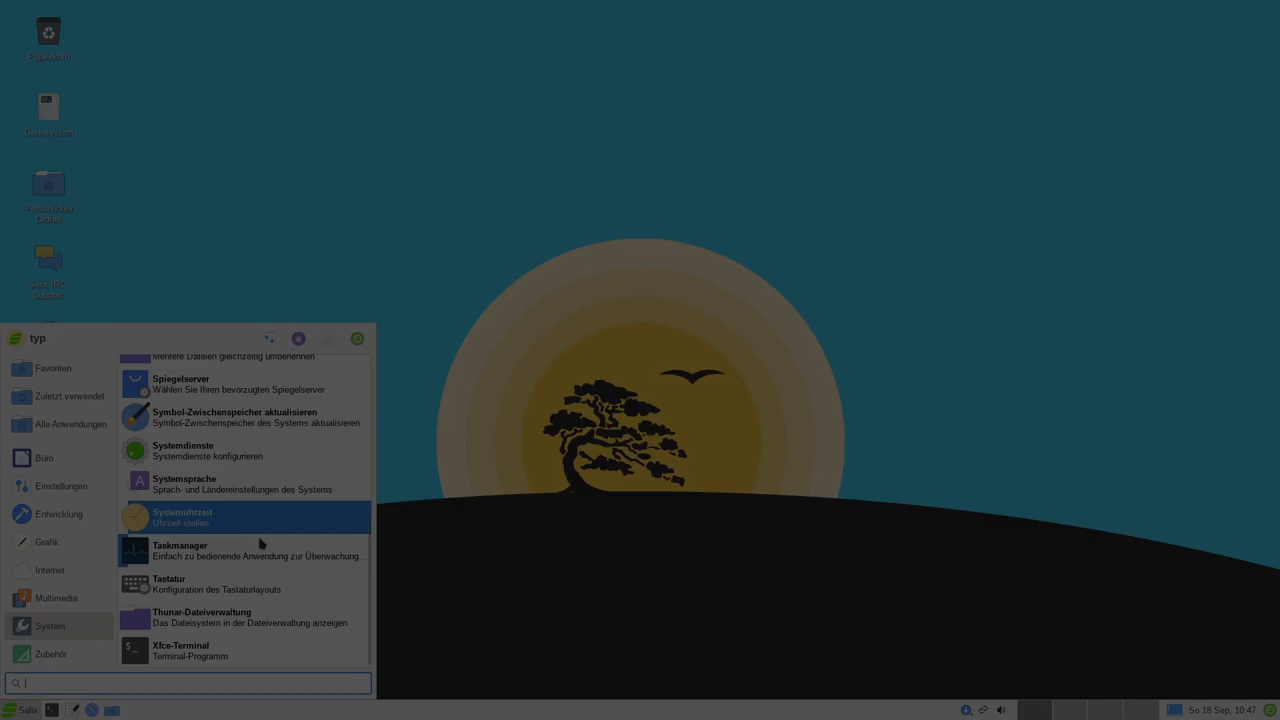 Papierkorb
Dateisystem
Persönlicher
Ordner
Salix IRC
Support
typ
Favoriten
Zuletzt verwendet
Alle Anwendungen
Büro
Einstellungen
Entwicklung
Grafik
Internet
Multimedia
System
Zubehör
Mehrere Dateien gleichzeitig umbenennen
Spiegelserver
Wählen Sie Ihren bevorzugten Spiegelserver
Symbol-Zwischenspeicher aktualisieren
Symbol-Zwischenspeicher des Systems aktualisieren
Systemdienste
Systemdienste konfigurieren
Systemsprache
Sprach- und Ländereinstellungen des Systems
Systemuhrzeit
Uhrzeit stellen
Taskmanager
Einfach zu bedienende Anwendung zur Überwachung...
Tastatur
Konfiguration des Tastaturlayouts
Thunar-Dateiverwaltung
Das Dateisystem in der Dateiverwaltung anzeigen
Xfce-Terminal
Terminal-Programm
Salix
So 18 Sep, 10:47